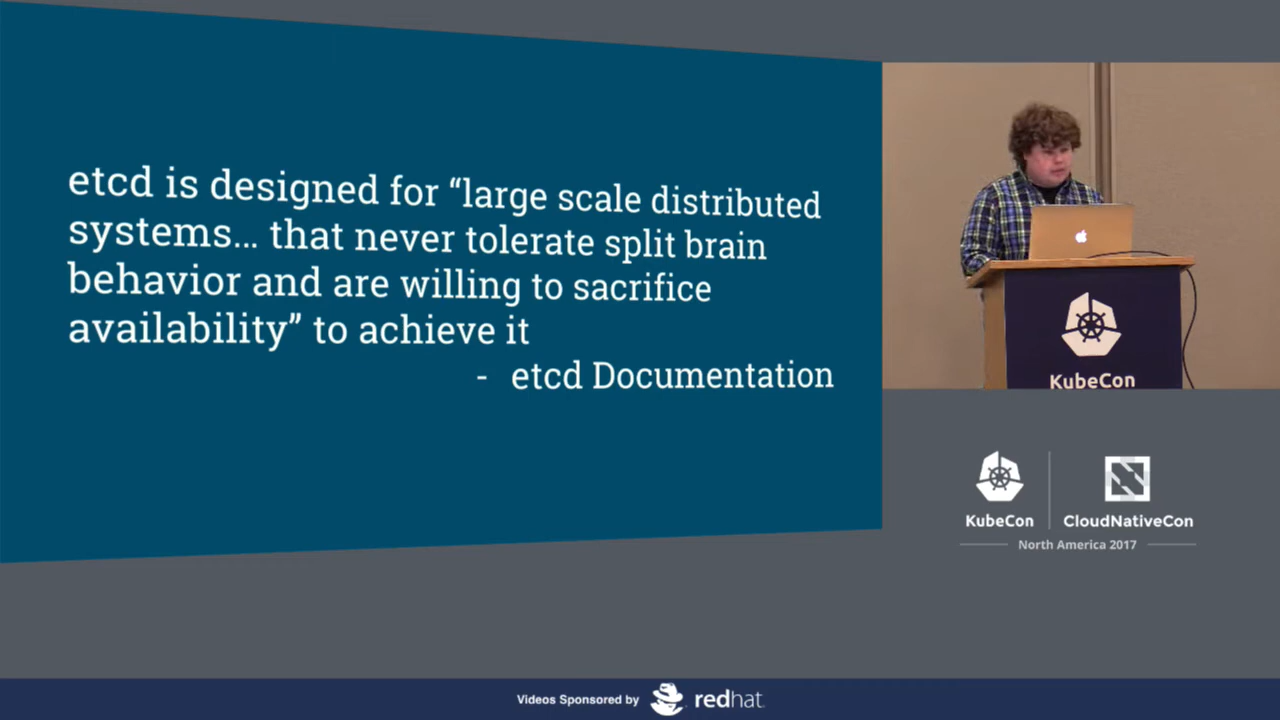 etcd is designed for “large scale distributed
systems... that never tolerate split brain
behavior and are willing to sacrifice
availability” to achieve it
- etcd Documentation
KubeCon
KubeCon
CloudNativeCon
North America 2017
Videos Sponsored by
redhat